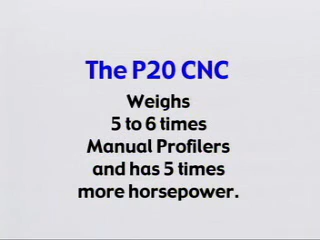 The P20 CNC
Weighs
5 to 6 times
Manual Profilers
and has 5 times
more horsepower.